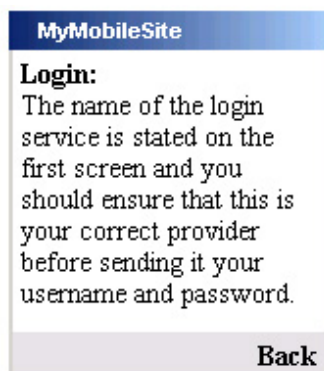 MyMobileSite
Login:
The name of the login
service is stated on the
first screen and you
should ensure that this is
your correct provider
before sending it your
username and password.
Back